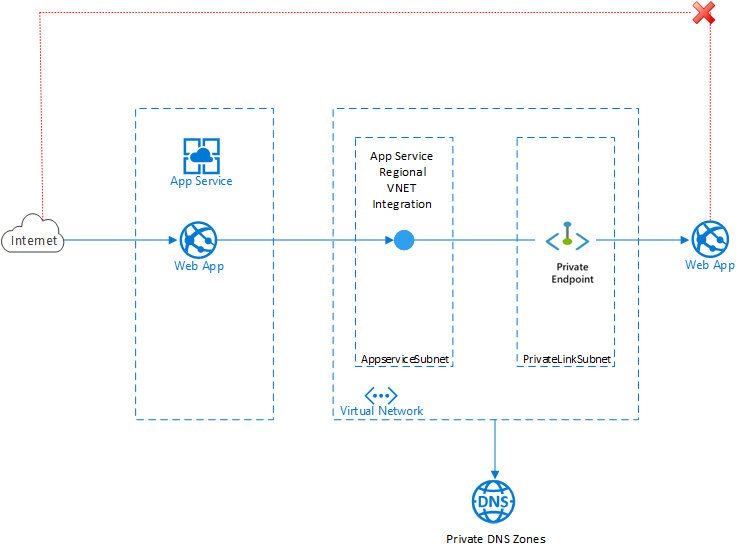 App Service
App Service
Regional
VNET
Integration
Internet
Web App
Private
Endpoint
Web App
AppserviceSubnet
PrivateLinkSubnet
Virtual Network
DNS
Private DNS Zones